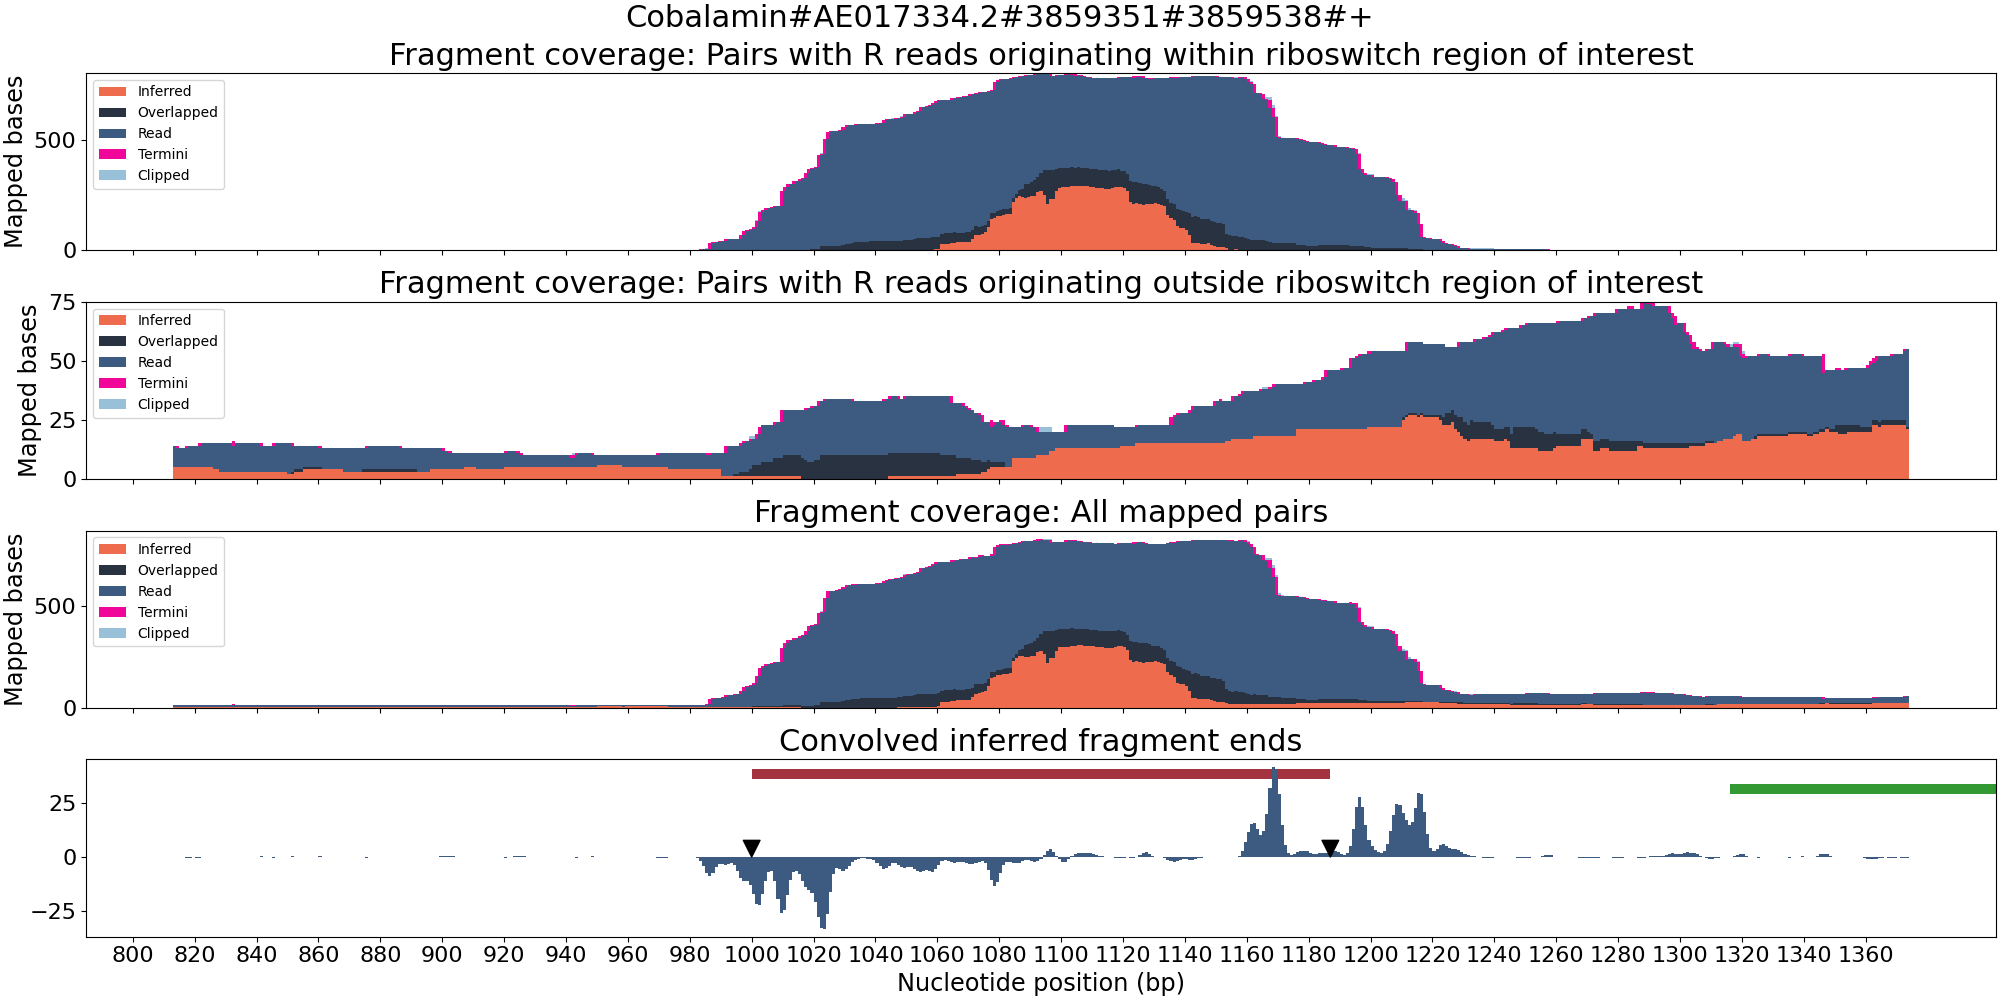 Cobalamin#AE017334.2#3859351#3859538#+
Fragment coverage: Pairs with R reads originating within riboswitch region of interest
Mapped bases
500
0
Inferred
Overlapped
Read
Termini
Clipped
Fragment coverage: Pairs with R reads originating outside riboswitch region of interest
Mapped bases
75
50
25
0
Inferred
Overlapped
Read
Termini
Clipped
Fragment coverage: All mapped pairs
Mapped bases
500
0
Inferred
Overlapped
Read
Termini
Clipped
Convolved inferred fragment ends
25
0
−25
800 820 840 860 880 900 920 940 960 980 1000 1020 1040 1060 1080 1100 1120 1140 1160 1180 1200 1220 1240 1260 1280 1300 1320 1340 1360
Nucleotide position (bp)